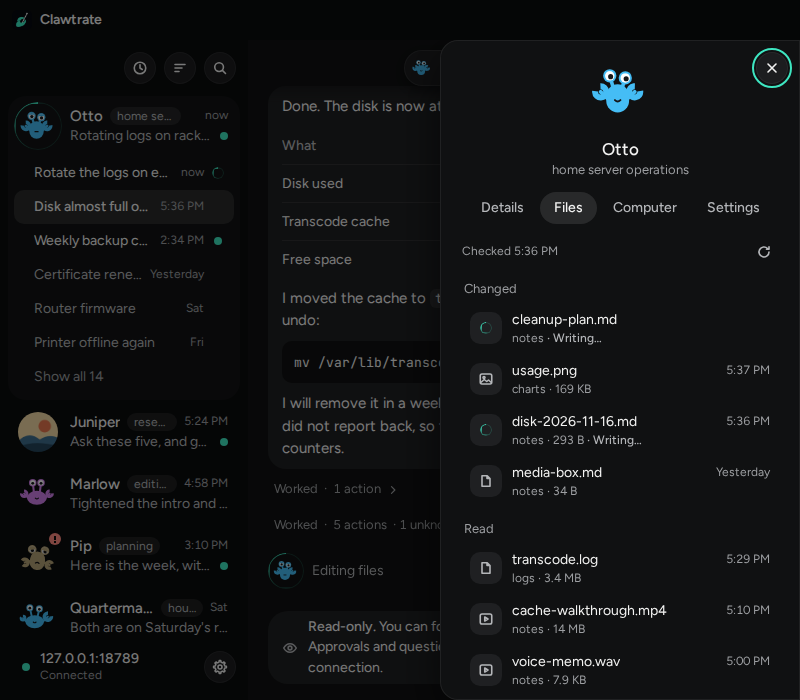 Clawtrate
Otto
home se...
now
Rotating logs on rack...
Rotate the logs on e...
now
Disk almost full o...
5:36 PM
Weekly backup c...
2:34 PM
Certificate rene...
Yesterday
Router firmware
Sat
Printer offline again
Fri
Show all 14
Juniper
rese...
5:24 PM
Ask these five, and g...
Marlow
editi...
4:58 PM
Tightened the intro and ...
Pip
planning
3:10 PM
Here is the week, wit...
Quarterma...
hou...
Sat
Both are on Saturday's r...
127.0.0.1:18789
Connected
Done. The disk is now at
What
Disk used
Transcode cache
Free space
I moved the cache to
undo:
mv /var/lib/transc
I will remove it in a wee
did not report back, so
counters.
Worked · 1 action
Worked · 5 actions · 1 unkn
Editing files
Read-only. You can f
Approvals and questi
connection.
Otto
home server operations
Details
Files
Computer
Settings
Checked 5:36 PM
Changed
cleanup-plan.md
notes · Writing...
usage.png
5:37 PM
charts · 169 KB
disk-2026-11-16.md
5:36 PM
notes · 293 B · Writing...
media-box.md
Yesterday
notes · 34 B
Read
transcode.log
5:29 PM
logs · 3.4 MB
cache-walkthrough.mp4
5:10 PM
notes · 14 MB
voice-memo.wav
5:00 PM
notes · 7.9 KB